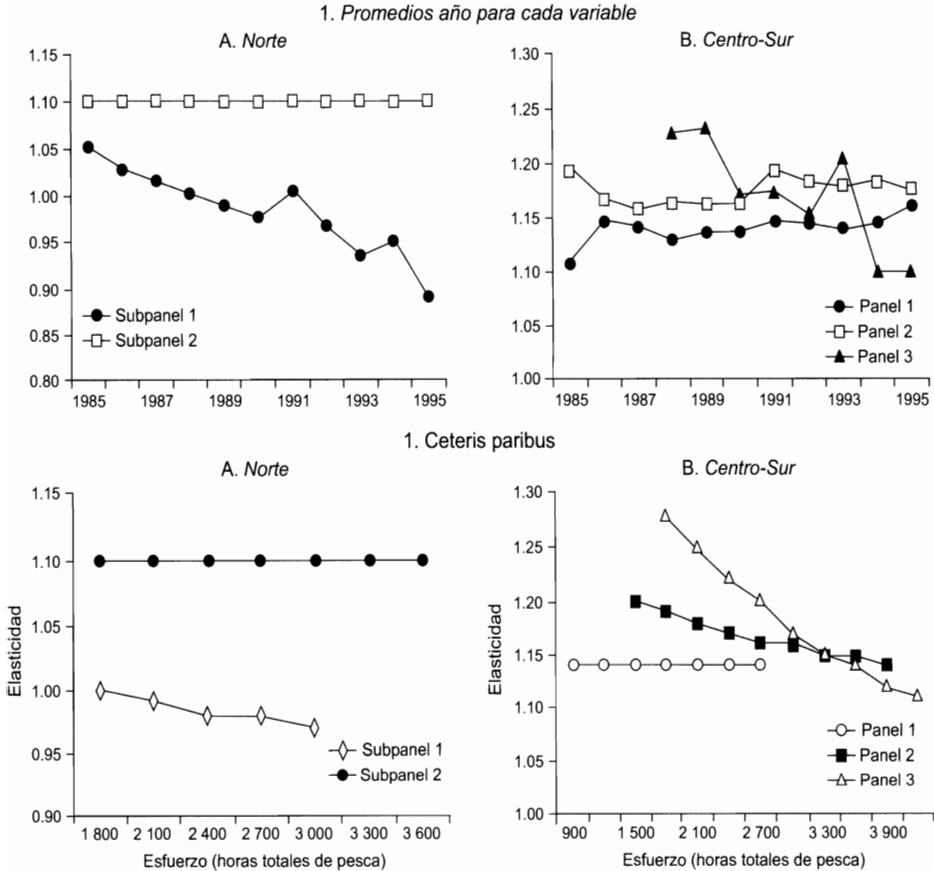 1. Promedios año para cada variable
A. Norte
1.15
1.10
1.05
1.00
0.95
0.90
0.85
0.80
Subpanel 1
Subpanel 2
1985 1987 1989 1991 1993 1995
B. Centro-Sur
1.30
1.25
1.20
1.15
1.10
1.05
1.00
Panel 1
Panel 2
Panel 3
1985 1987 1989 1991 1993 1995
1. Ceteris paribus
A. Norte
Elasticidad
1.15
1.10
1.05
1.00
0.95
0.90
Subpanel 1
Subpanel 2
1 800 2 100 2 400 2 700 3 000 3 300 3 600
Esfuerzo (horas totales de pesca)
B. Centro-Sur
Elasticidad
1.30
1.25
1.20
1.14
1.10
1.14
1.00
Panel 1
Panel 2
Panel 3
900 1 500 2 100 2 700 3 300 3 900
Esfuerzo (horas totales de pesca)